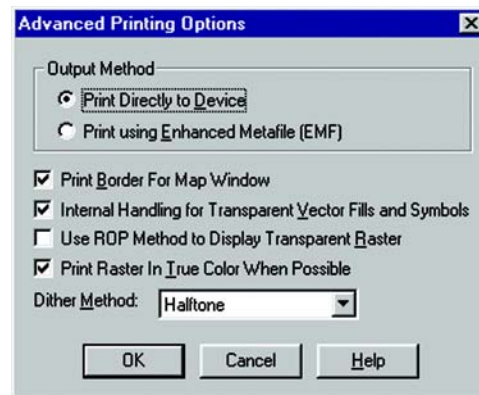 Advanced Printing Options
Output Method
Print Directly to Device
Print using Enhanced Metafile (EMF)
Print Border For Map Window
Internal Handling for Transparent Vector Fills and Symbols
Use ROP Method to Display Transparent Raster
Print Raster In True Color When Possible
Dither Method: Halftone
OK Cancel Help